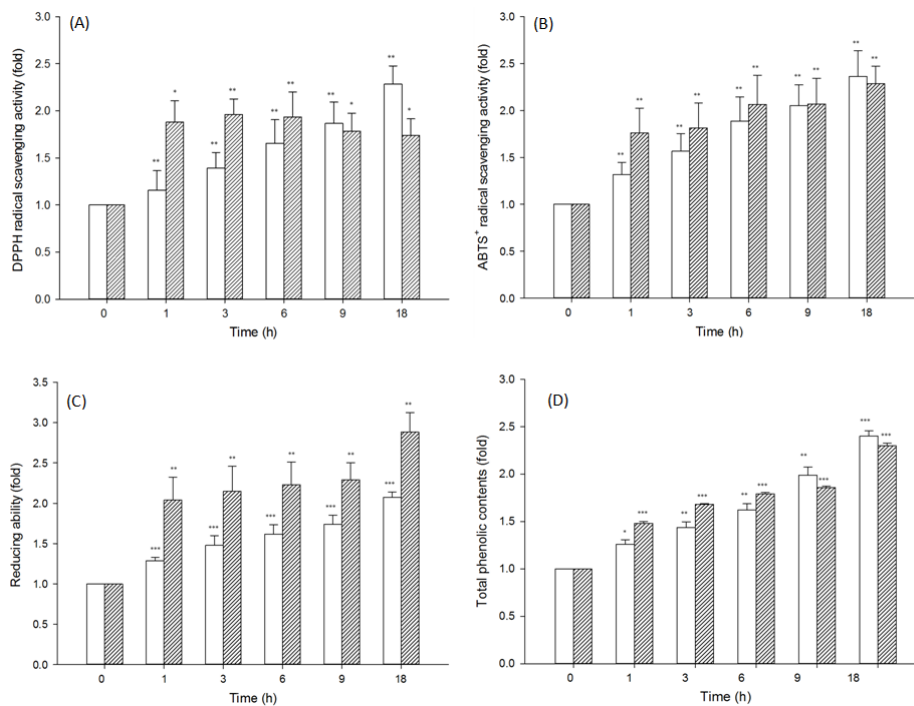 (A)
DPPH radical scavenging activity (fold)
3.0
2.5
2.0
1.5
1.0
0.5
0.0
** * ** ** ** ** ** * ** *
0 1 3 6 9 18
Time (h)
(B)
ABTS+ radical scavenging activity (fold)
3.0
2.5
2.0
1.5
1.0
0.5
0.0
** ** ** ** ** ** ** ** ** **
0 1 3 6 9 18
Time (h)
(C)
Reducing ability (fold)
3.5
3.0
2.5
2.0
1.5
1.0
0.5
0.0
*** ** *** ** *** ** *** ** *** **
0 1 3 6 9 18
Time (h)
(D)
Total phenolic contents (fold)
3.0
2.5
2.0
1.5
1.0
0.5
0.0
* *** ** *** ** *** ** *** *** ***
0 1 3 6 9 18
Time (h)